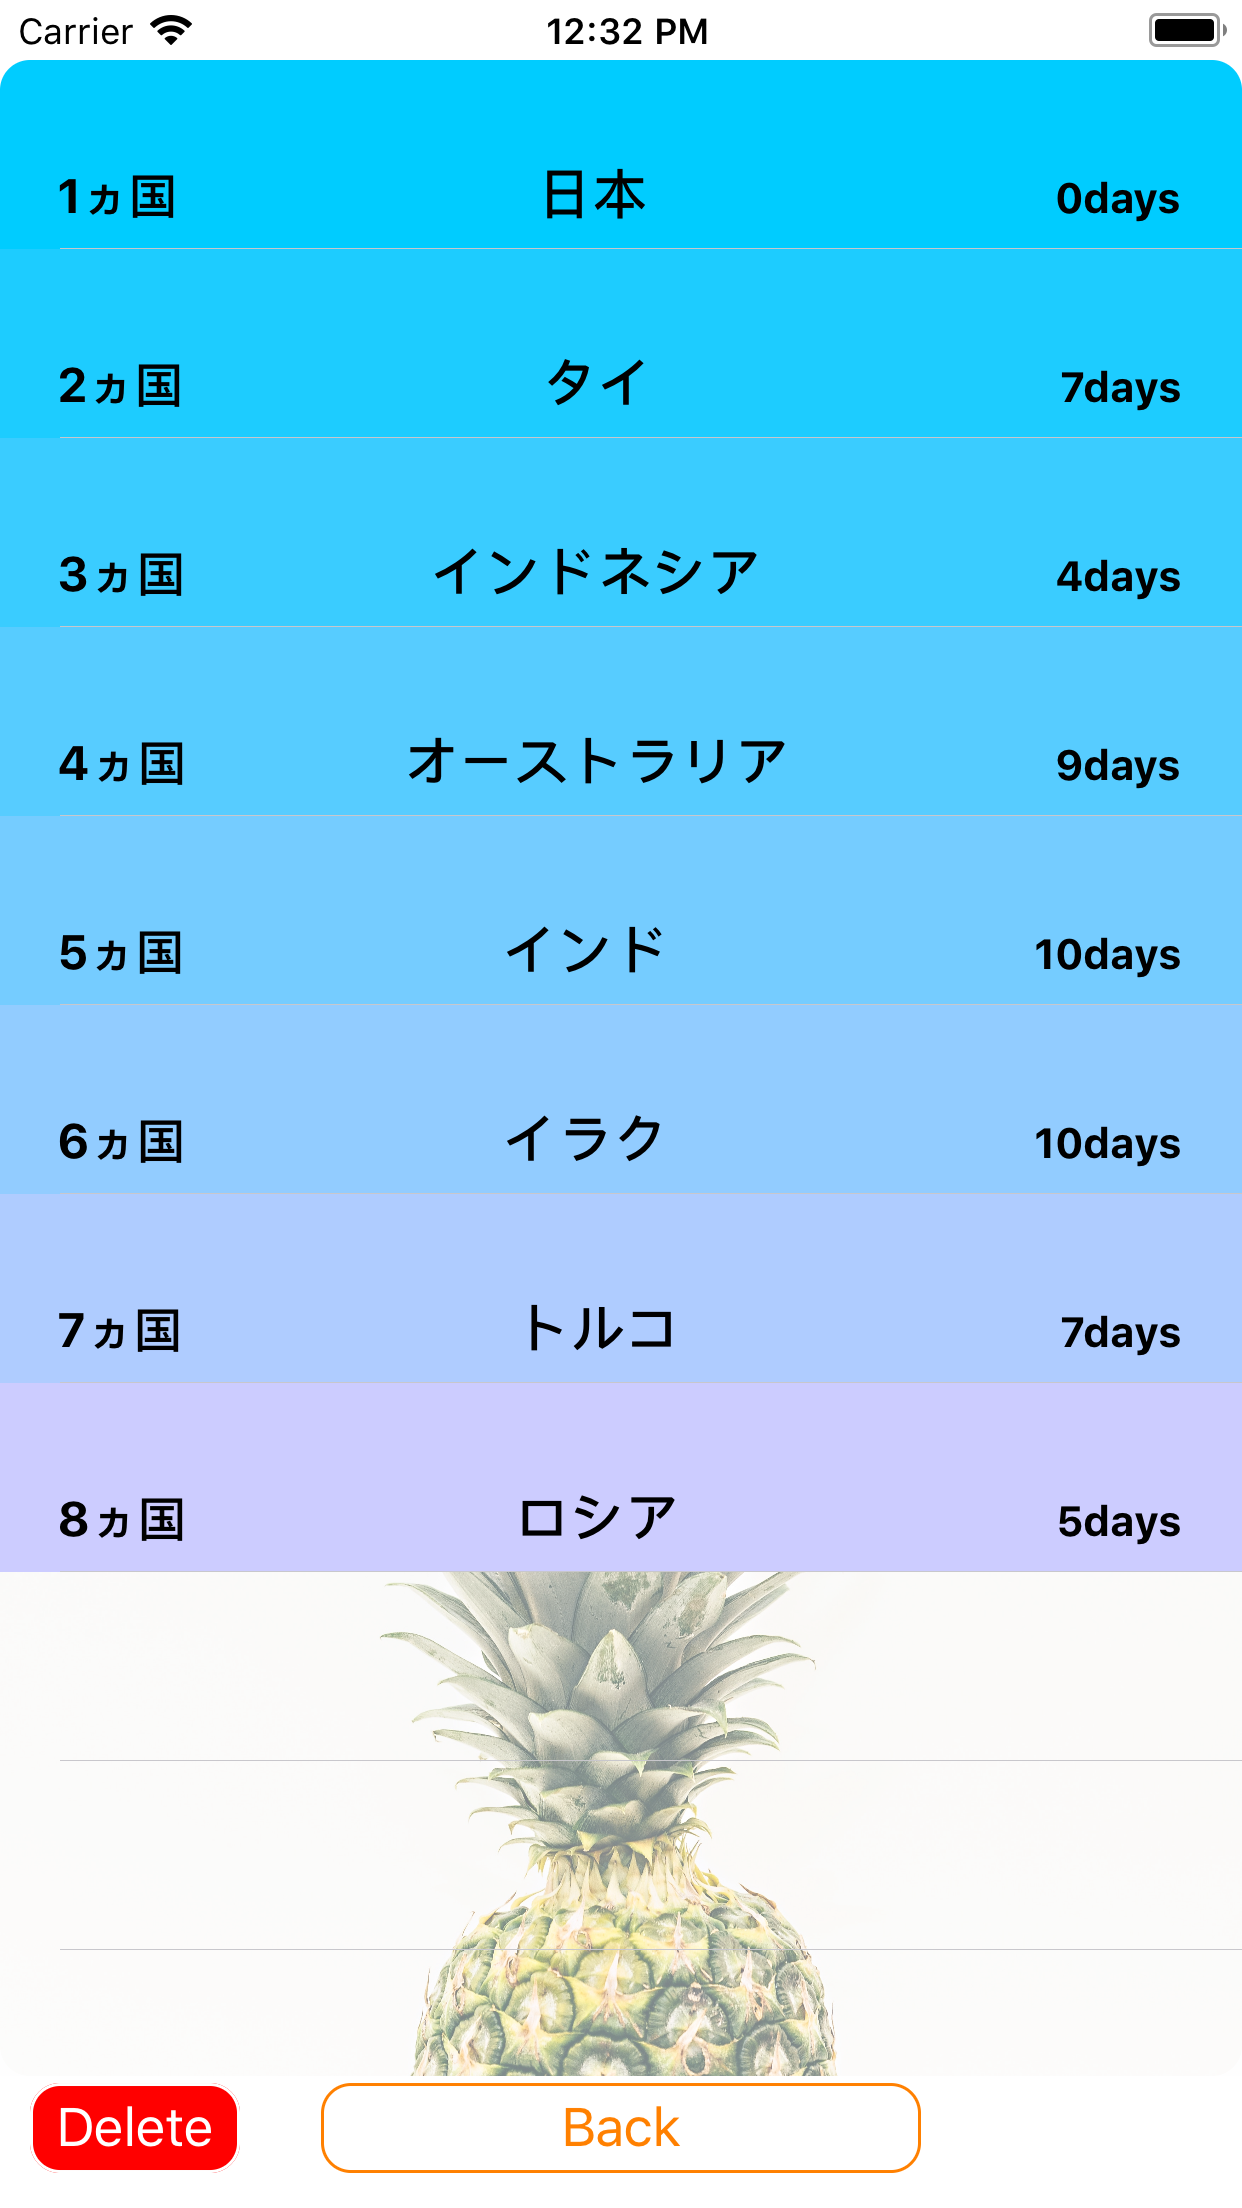 Carrier 12:32 PM
1ヵ国 日本 0days
2ヵ国 タイ 7days
3ヵ国 インドネシア 4days
4ヵ国 オーストラリア 9days
5ヵ国 インド 10days
6ヵ国 イラク 10days
7ヵ国 トルコ 7days
8ヵ国 ロシア 5days
Delete Back